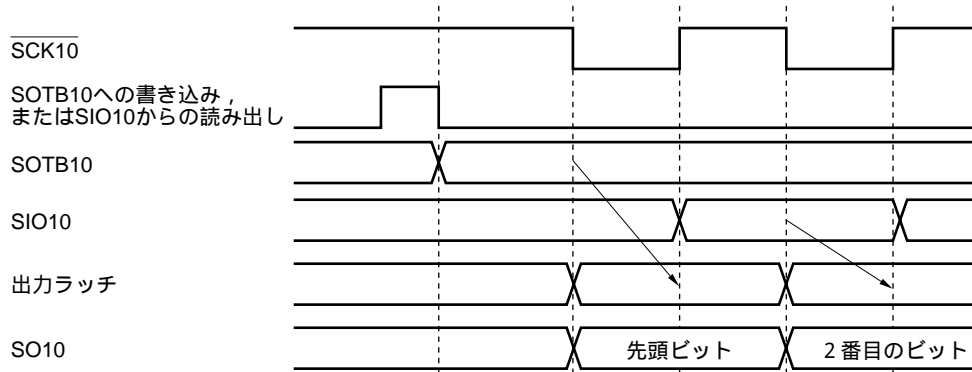 SCK10
SOTB10への書き込み，
またはSIO10からの読み出し
SOTB10
SIO10
出力ラッチ
SO10
先頭ビット
2番目のビット